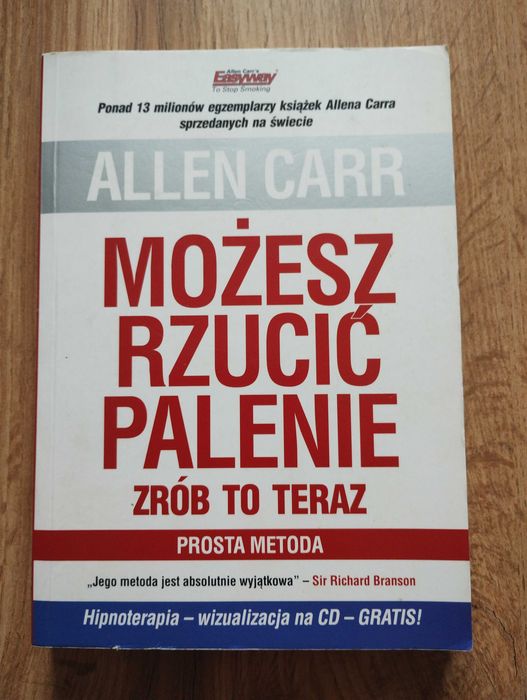 Allen Carr's
Easyway
To Stop Smoking
Ponad 13 milionów egzemplarzy książek Allena Carra
sprzedanych na świecie
ALLEN CARR
MOŻESZ
RZUCIĆ
PALENIE
ZRÓB TO TERAZ
PROSTA METODA
„Jego metoda jest absolutnie wyjątkowa” – Sir Richard Branson
Hipnoterapia – wizualizacja na CD – GRATIS!